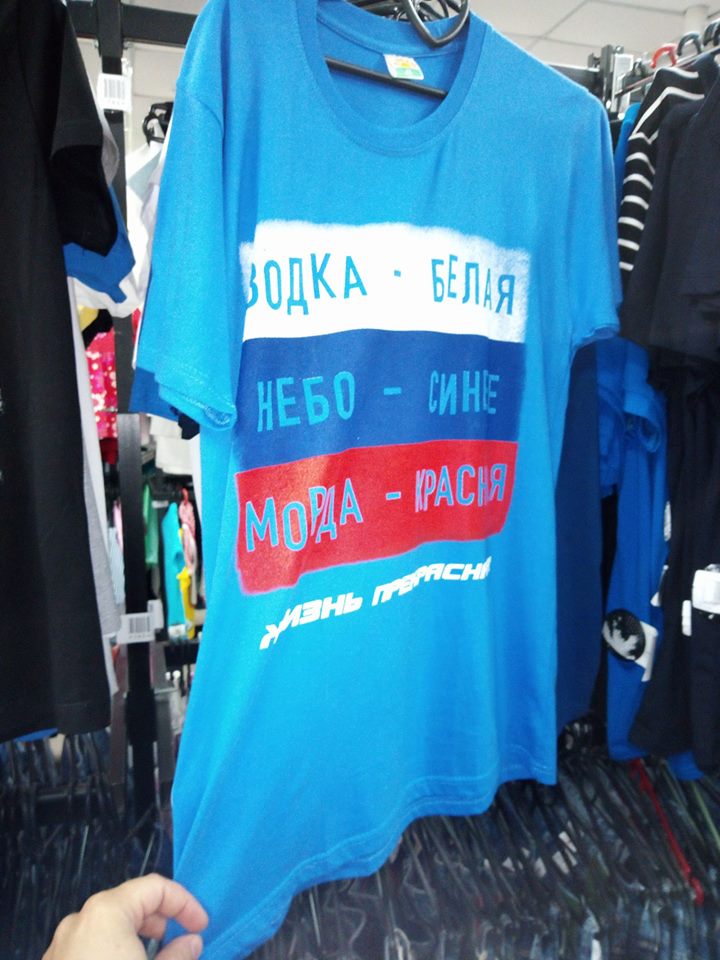 ВОДКА - БЕЛАЯ
НЕБО - СИНЕЕ
МОРДА - КРАСНАЯ
ЖИЗНЬ ПРЕКРАСНА